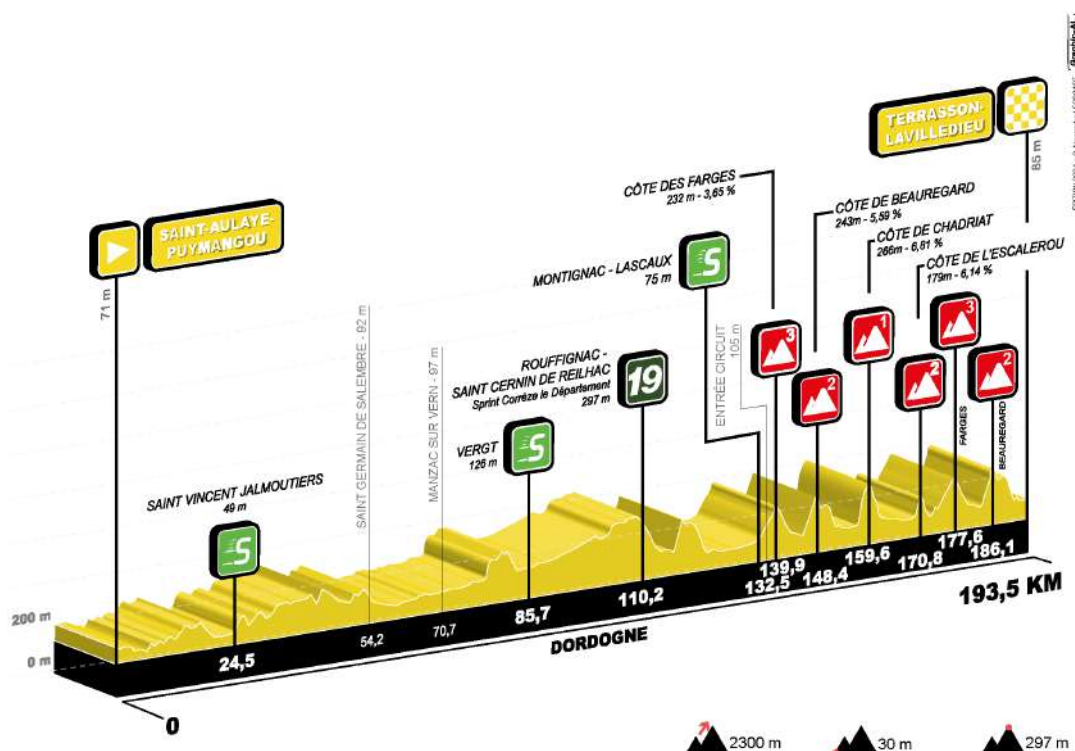 TERRASSON-
LAVILLEDIEU
85 m
SAINT-AULAYE-
PUYMANGOU
71 m
CÔTE DES FARGES
232 m - 3,65 %
CÔTE DE BEAUREGARD
243m - 5,59 %
CÔTE DE CHADRIAT
266m - 6,81 %
CÔTE DE L'ESCALEROU
179m - 6,14 %
MONTIGNAC - LASCAUX
75 m
S
ENTRÉE CIRCUIT
105 m
3
2
1
2
3
2
FARGES
BEAUREGARD
ROUFFIGNAC -
SAINT CERNIN DE REILHAC
Sprint Corrèze le Département
297 m
19
VERGT
126 m
S
MANZAC SUR VERN - 97 m
SAINT GERMAIN DE SALEMBRE - 92 m
SAINT VINCENT JALMOUTIERS
49 m
S
200 m
0 m
0
24,5
54,2
70,7
85,7
110,2
132,5
139,9
148,4
159,6
170,8
177,6
186,1
193,5 KM
DORDOGNE
2300 m
30 m
297 m